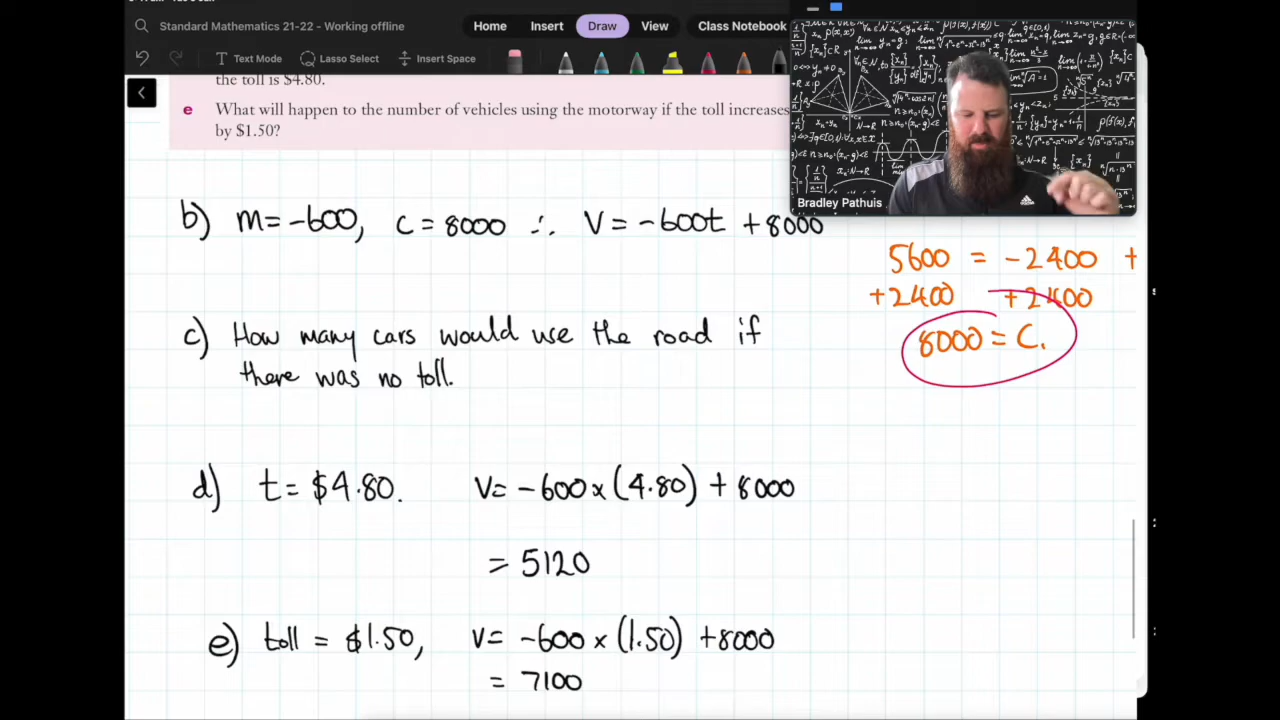 Standard Mathematics 21-22 - Working offline
Home Insert Draw View Class Notebook
Text Mode Lasso Select Insert Space
the toll is $4.80.
e What will happen to the number of vehicles using the motorway if the toll increases
by $1.50?
Bradley Pathuis
b) m=-600, c=8000 ∴ V=-600t +8000
5600 = -2400 +
+2400 +2400
8000 = C.
c) How many cars would use the road if
there was no toll.
d) t=$4.80. V= -600×(4.80) + 8000
= 5120
e) toll = $1.50, V= -600×(1.50) +8000
= 7100